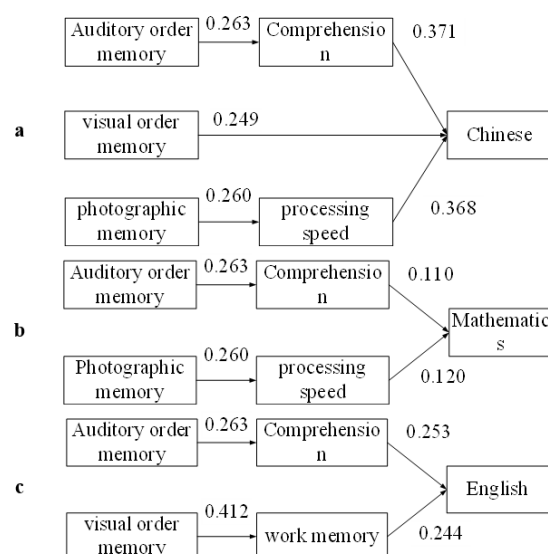 Auditory order
memory
0.263
Comprehensio
n
0.371
a
visual order
memory
0.249
Chinese
photographic
memory
0.260
processing
speed
0.368
Auditory order
memory
0.263
Comprehensio
n
0.110
b
Mathematic
s
Photographic
memory
0.260
processing
speed
0.120
Auditory order
memory
0.263
Comprehensio
n
0.253
c
English
visual order
memory
0.412
work memory
0.244